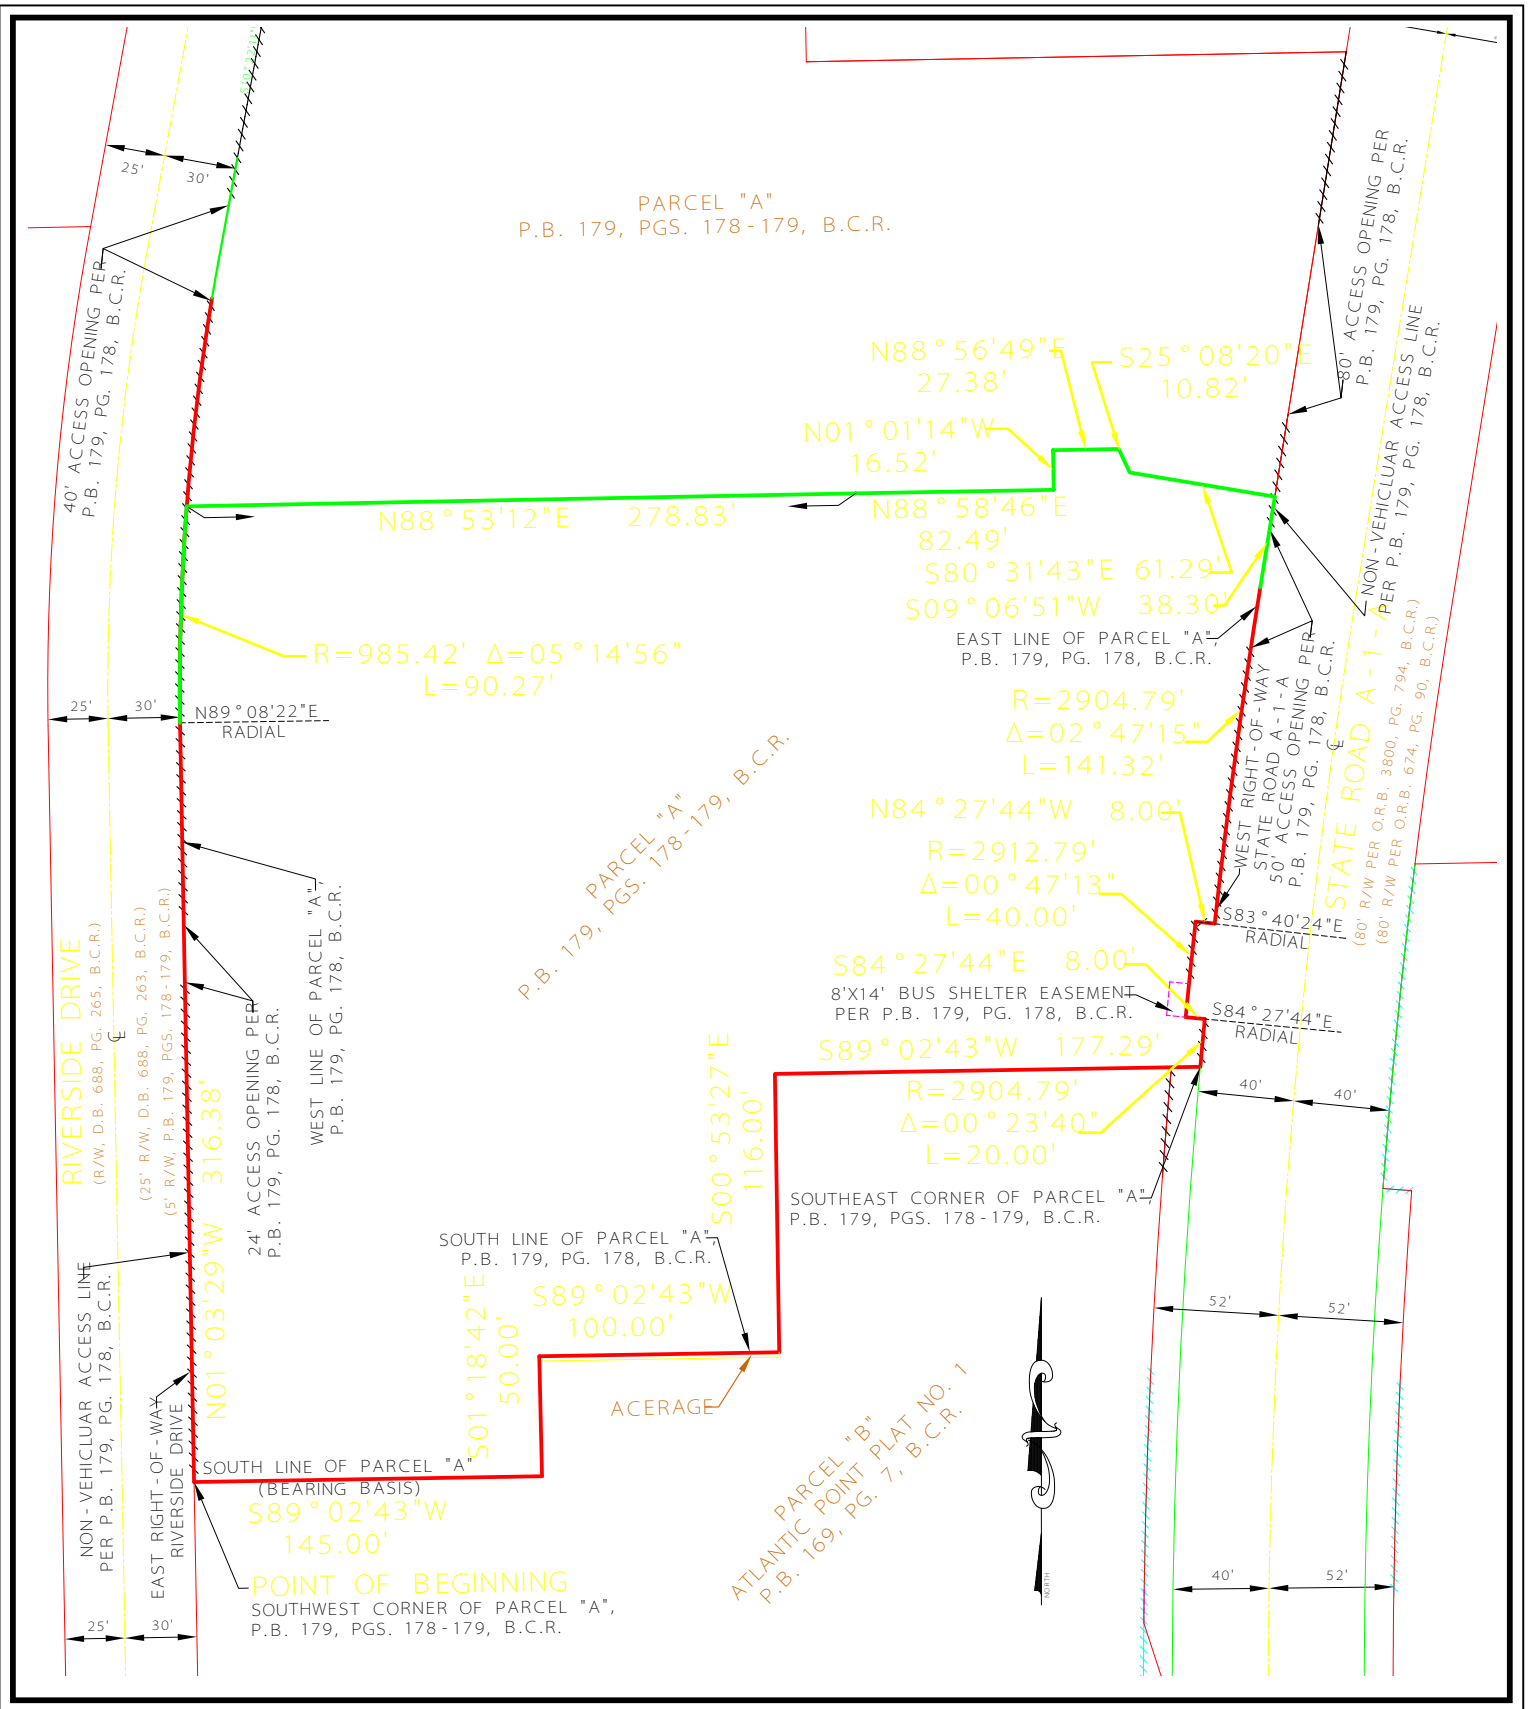 25'
30'
PARCEL "A"
P.B. 179, PGS. 178-179, B.C.R.
40' ACCESS OPENING PER
P.B. 179, PG. 178, B.C.R.
80' ACCESS OPENING PER
P.B. 179, PG. 178, B.C.R.
NON-VEHICLUAR ACCESS LINE
PER P.B. 179, PG. 178, B.C.R.
N88°56'49"E
27.38'
S25°08'20"E
10.82'
N01°01'14"W
16.52'
N88°53'12"E 278.83'
N88°58'46"E
82.49'
S80°31'43"E 61.29'
S09°06'51"W 38.30'
EAST LINE OF PARCEL "A",
P.B. 179, PG. 178, B.C.R.
R=985.42' Δ=05°14'56"
L=90.27'
25'
30'
N89°08'22"E
RADIAL
R=2904.79'
Δ=02°47'15"
L=141.32'
WEST RIGHT-OF-WAY
STATE ROAD A-1-A
50' ACCESS OPENING PER
P.B. 179, PG. 178, B.C.R.
STATE ROAD A-1-A
(80' R/W PER O.R.B. 3800, PG. 794, B.C.R.)
(80' R/W PER O.R.B. 674, PG. 90, B.C.R.)
PARCEL "A"
P.B. 179, PGS. 178-179, B.C.R.
N84°27'44"W 8.00'
R=2912.79'
Δ=00°47'13"
L=40.00'
S83°40'24"E
RADIAL
S84°27'44"E 8.00'
8'X14' BUS SHELTER EASEMENT
PER P.B. 179, PG. 178, B.C.R.
S84°27'44"E
RADIAL
S89°02'43"W 177.29'
R=2904.79'
Δ=00°23'40"
L=20.00'
40'
40'
SOUTHEAST CORNER OF PARCEL "A",
P.B. 179, PGS. 178-179, B.C.R.
RIVERSIDE DRIVE
(R/W, D.B. 688, PG. 265, B.C.R.)
(25' R/W, D.B. 688, PG. 263, B.C.R.)
(5' R/W, P.B. 179, PGS. 178-179, B.C.R.)
WEST LINE OF PARCEL "A",
P.B. 179, PG. 178, B.C.R.
24' ACCESS OPENING PER
P.B. 179, PG. 178, B.C.R.
N01°03'29"W 316.38'
S00°53'27"E
116.00'
SOUTH LINE OF PARCEL "A",
P.B. 179, PG. 178, B.C.R.
S89°02'43"W
100.00'
S01°18'42"E
50.00'
ACERAGE
52'
52'
NON-VEHICLUAR ACCESS LINE
PER P.B. 179, PG. 178, B.C.R.
EAST RIGHT-OF-WAY
RIVERSIDE DRIVE
SOUTH LINE OF PARCEL "A"
(BEARING BASIS)
S89°02'43"W
145.00'
POINT OF BEGINNING
SOUTHWEST CORNER OF PARCEL "A",
P.B. 179, PGS. 178-179, B.C.R.
PARCEL "B"
ATLANTIC POINT PLAT NO. 1
P.B. 169, PG. 7, B.C.R.
NORTH
40'
52'
25'
30'